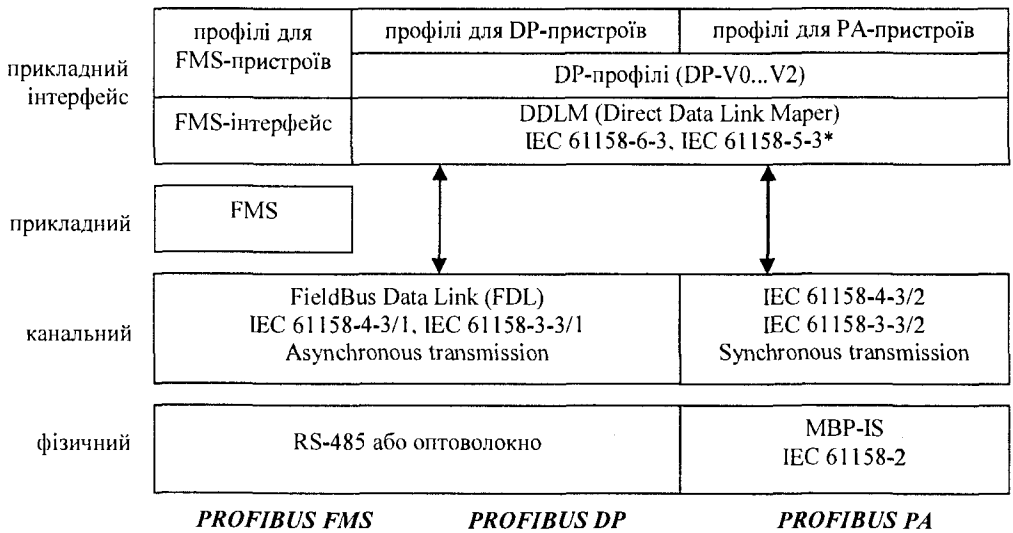 профілі для
FMS-пристроїв
профілі для DP-пристроїв
профілі для PA-пристроїв
прикладний
інтерфейс
DP-профілі (DP-V0...V2)
FMS-інтерфейс
DDLM (Direct Data Link Maper)
IEC 61158-6-3, IEC 61158-5-3*
прикладний
FMS
канальний
FieldBus Data Link (FDL)
IEC 61158-4-3/1, IEC 61158-3-3/1
Asynchronous transmission
IEC 61158-4-3/2
IEC 61158-3-3/2
Synchronous transmission
фізичний
RS-485 або оптоволокно
MBP-IS
IEC 61158-2
PROFIBUS FMS
PROFIBUS DP
PROFIBUS PA